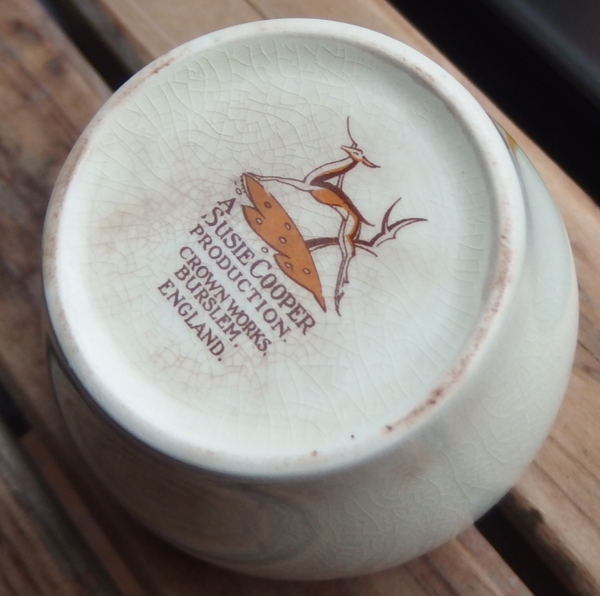 A
SUSIE COOPER
PRODUCTION.
CROWN WORKS.
BURSLEM.
ENGLAND.